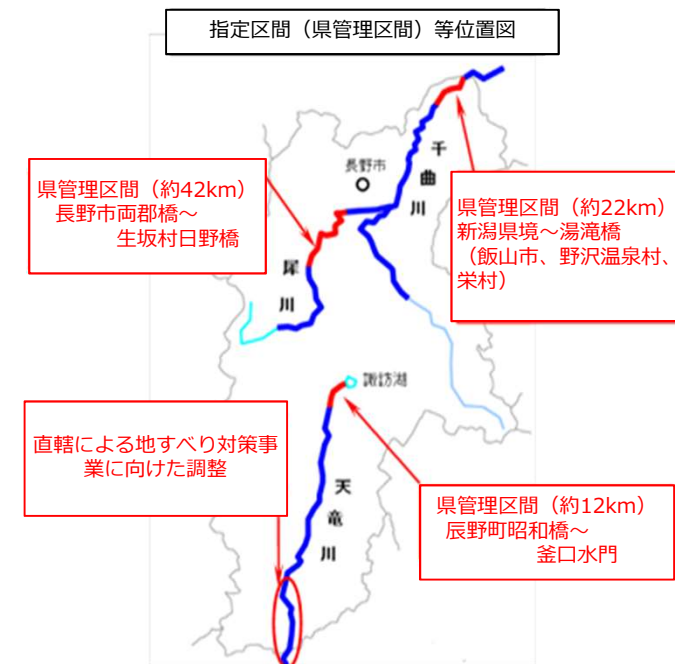 指定区間（県管理区間）等位置図
県管理区間（約42km）
長野市両郡橋～
生坂村日野橋
長野市
千曲川
県管理区間（約22km）
新潟県境～湯滝橋
（飯山市、野沢温泉村、
栄村）
犀川
諏訪湖
直轄による地すべり対策事
業に向けた調整
天竜川
県管理区間（約12km）
辰野町昭和橋～
釜口水門